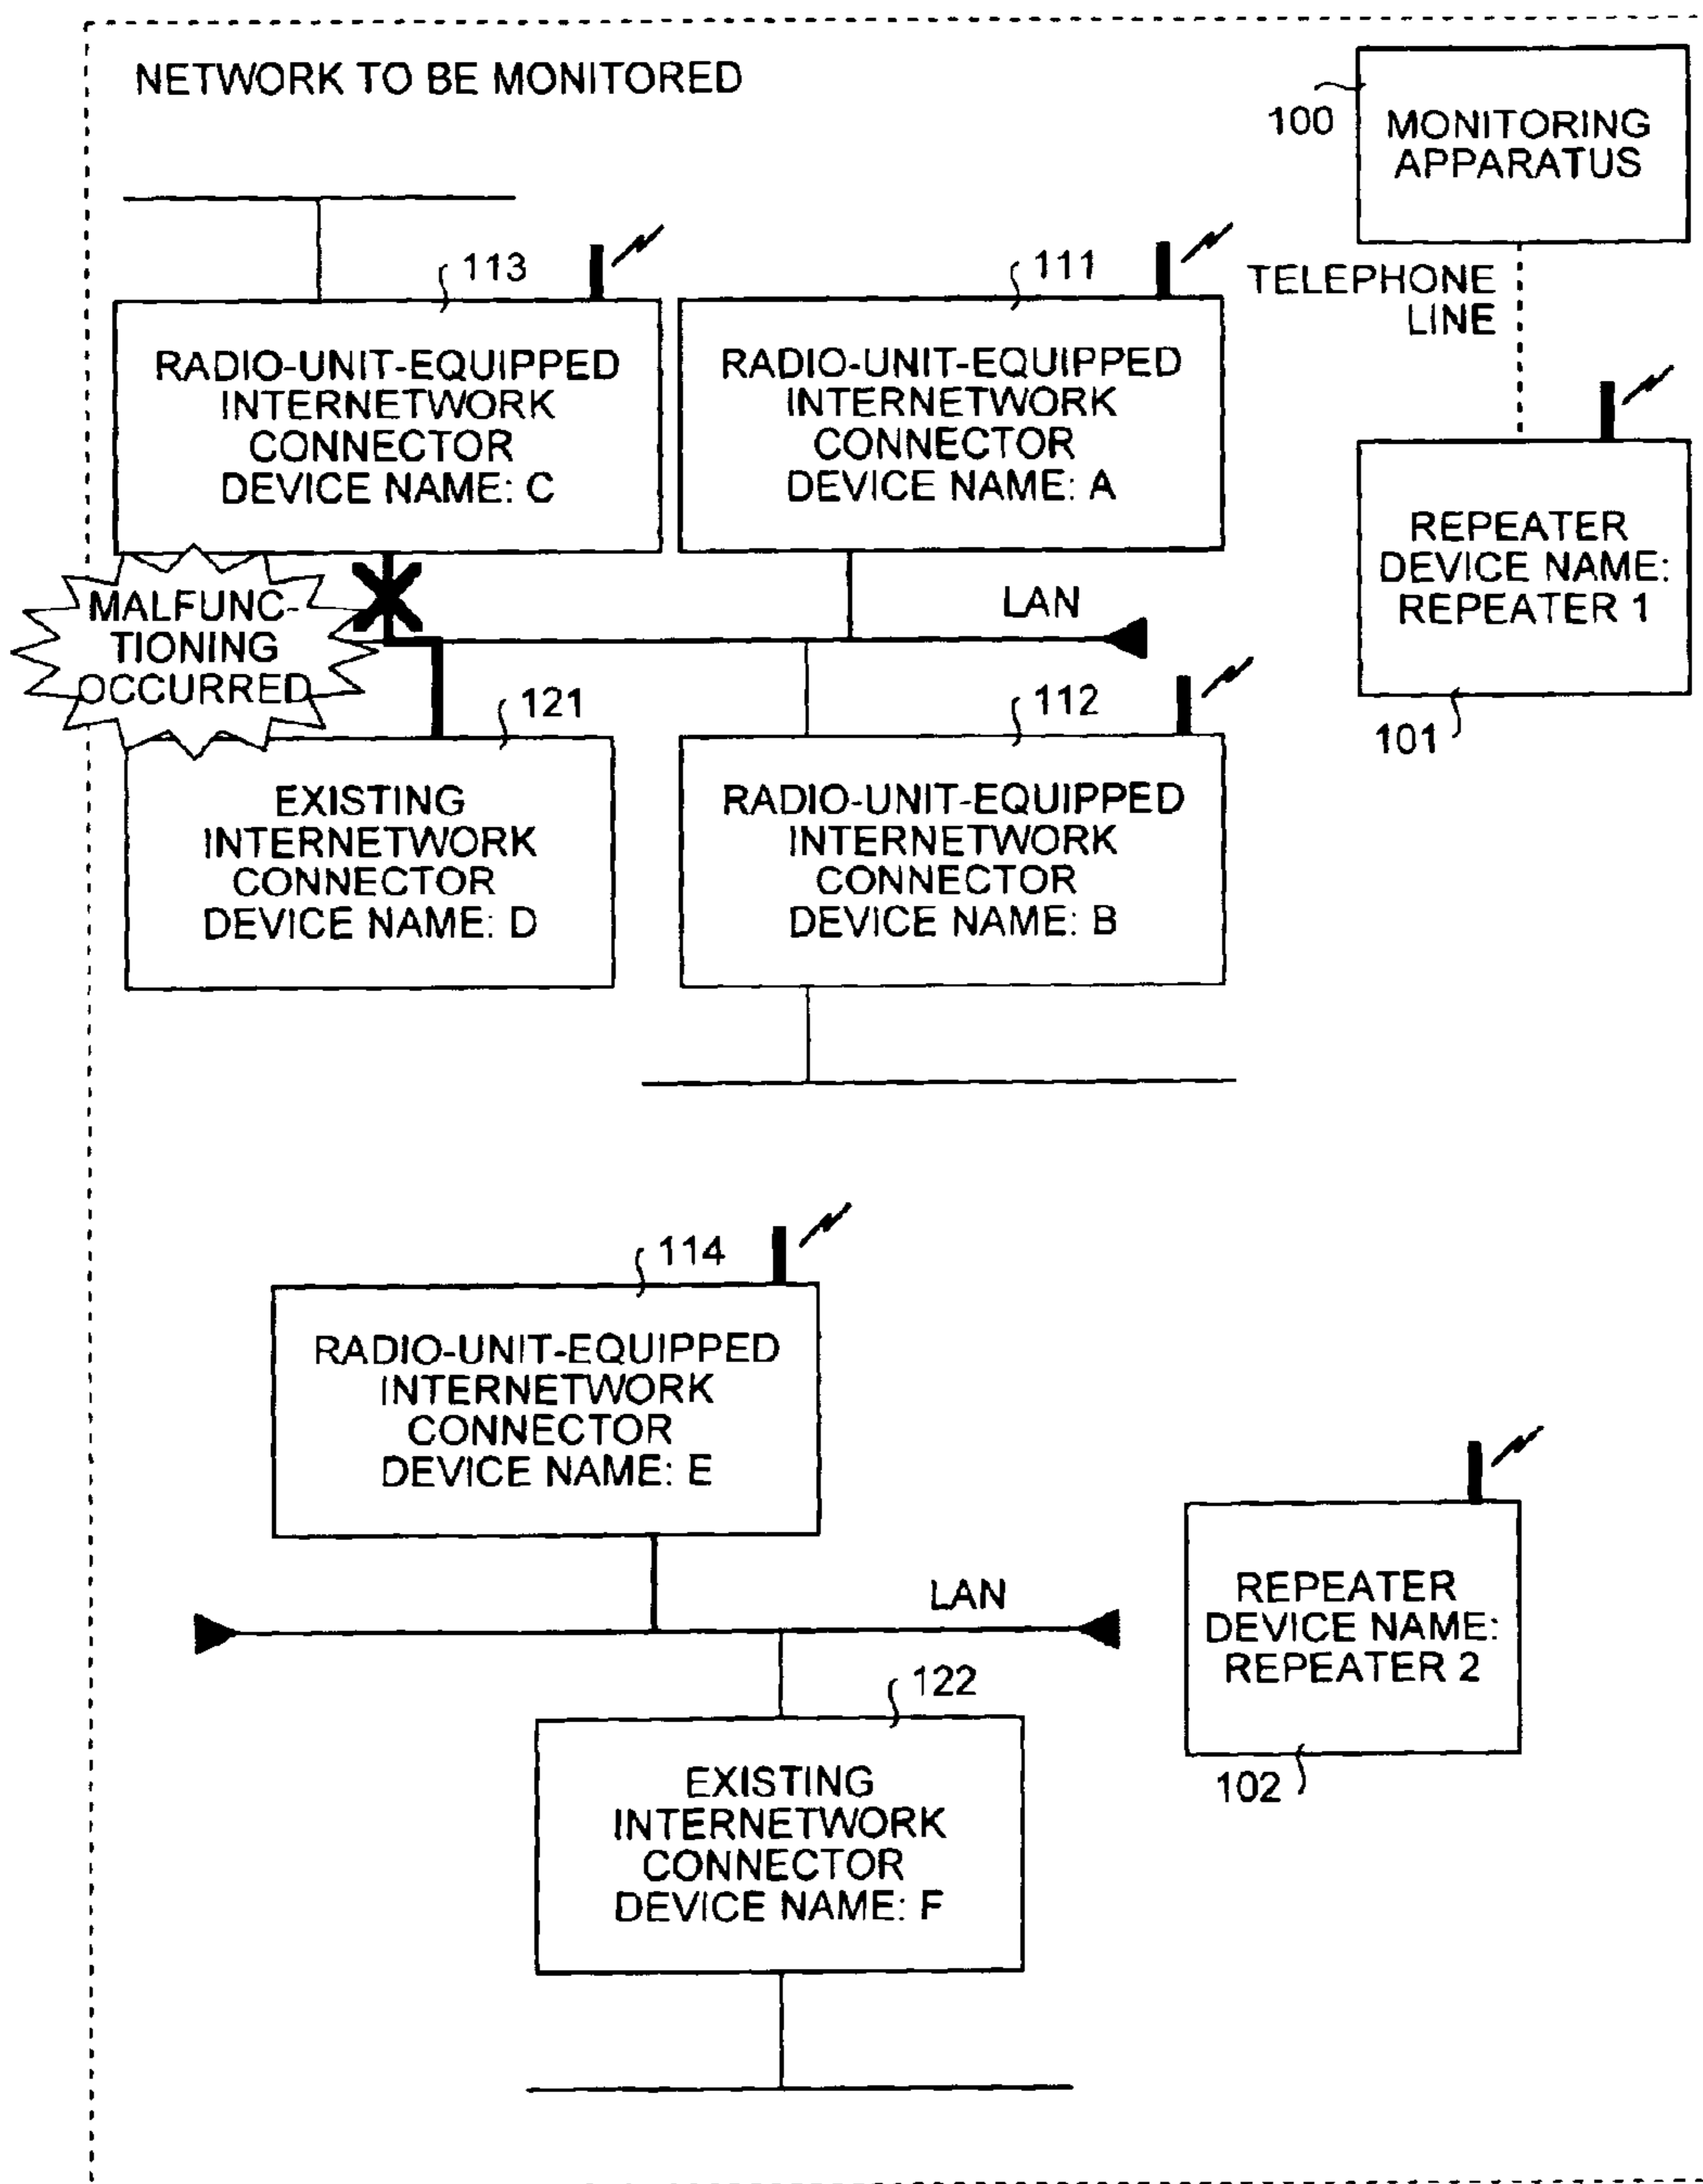 NETWORK TO BE MONITORED
100
MONITORING
APPARATUS
TELEPHONE
LINE
113
RADIO-UNIT-EQUIPPED
INTERNETWORK
CONNECTOR
DEVICE NAME: C
111
RADIO-UNIT-EQUIPPED
INTERNETWORK
CONNECTOR
DEVICE NAME: A
REPEATER
DEVICE NAME:
REPEATER 1
101
MALFUNC-
TIONING
OCCURRED
LAN
121
EXISTING
INTERNETWORK
CONNECTOR
DEVICE NAME: D
112
RADIO-UNIT-EQUIPPED
INTERNETWORK
CONNECTOR
DEVICE NAME: B
114
RADIO-UNIT-EQUIPPED
INTERNETWORK
CONNECTOR
DEVICE NAME: E
LAN
REPEATER
DEVICE NAME:
REPEATER 2
102
122
EXISTING
INTERNETWORK
CONNECTOR
DEVICE NAME: F